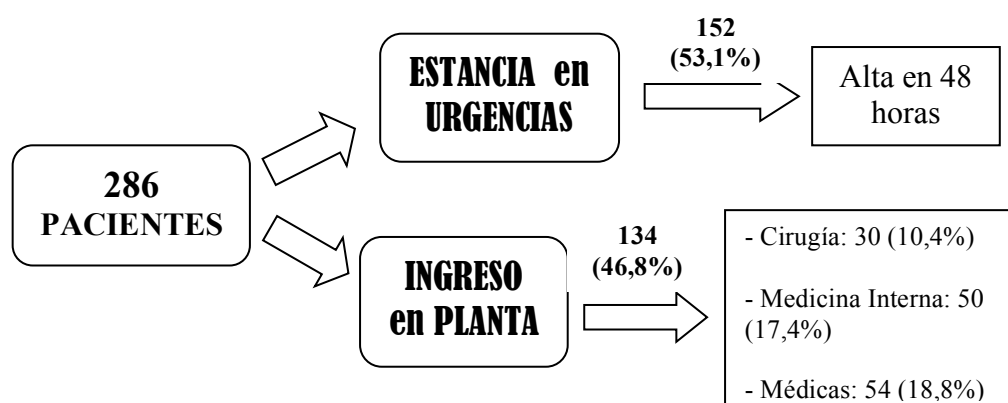 286
PACIENTES
ESTANCIA en
URGENCIAS
152
(53,1%)
Alta en 48
horas
INGRESO
en PLANTA
134
(46,8%)
- Cirugía: 30 (10,4%)
- Medicina Interna: 50
(17,4%)
- Médicas: 54 (18,8%)